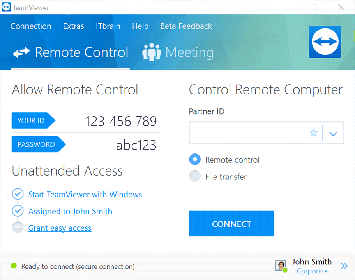 TeamViewer
Connection Extras ITbrain Help Beta Feedback
Remote Control Meeting
Allow Remote Control
YOUR ID 123 456 789
PASSWORD abc123
Unattended Access
Start TeamViewer with Windows
Assigned to John Smith
Grant easy access
Control Remote Computer
Partner ID
Remote control
File transfer
CONNECT
Ready to connect (secure connection)
John Smith
Corporate